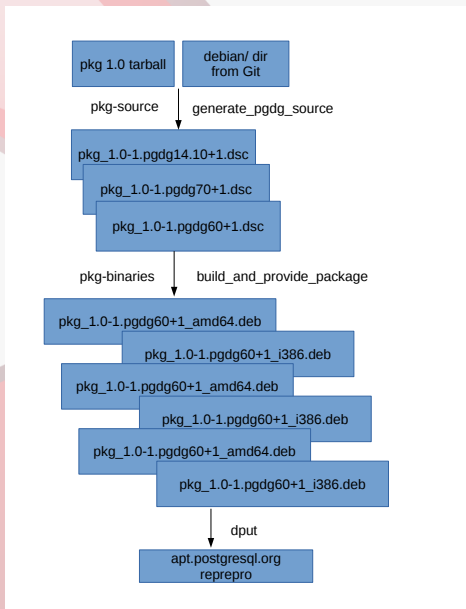 pkg 1.0 tarball
debian/ dir
from Git
pkg-source
generate_pgdg_source
pkg_1.0-1.pgdg14.10+1.dsc
pkg_1.0-1.pgdg70+1.dsc
pkg_1.0-1.pgdg60+1.dsc
pkg-binaries
build_and_provide_package
pkg_1.0-1.pgdg60+1_amd64.deb
pkg_1.0-1.pgdg60+1_i386.deb
pkg_1.0-1.pgdg60+1_amd64.deb
pkg_1.0-1.pgdg60+1_i386.deb
pkg_1.0-1.pgdg60+1_amd64.deb
pkg_1.0-1.pgdg60+1_i386.deb
dput
apt.postgresql.org
reprepro